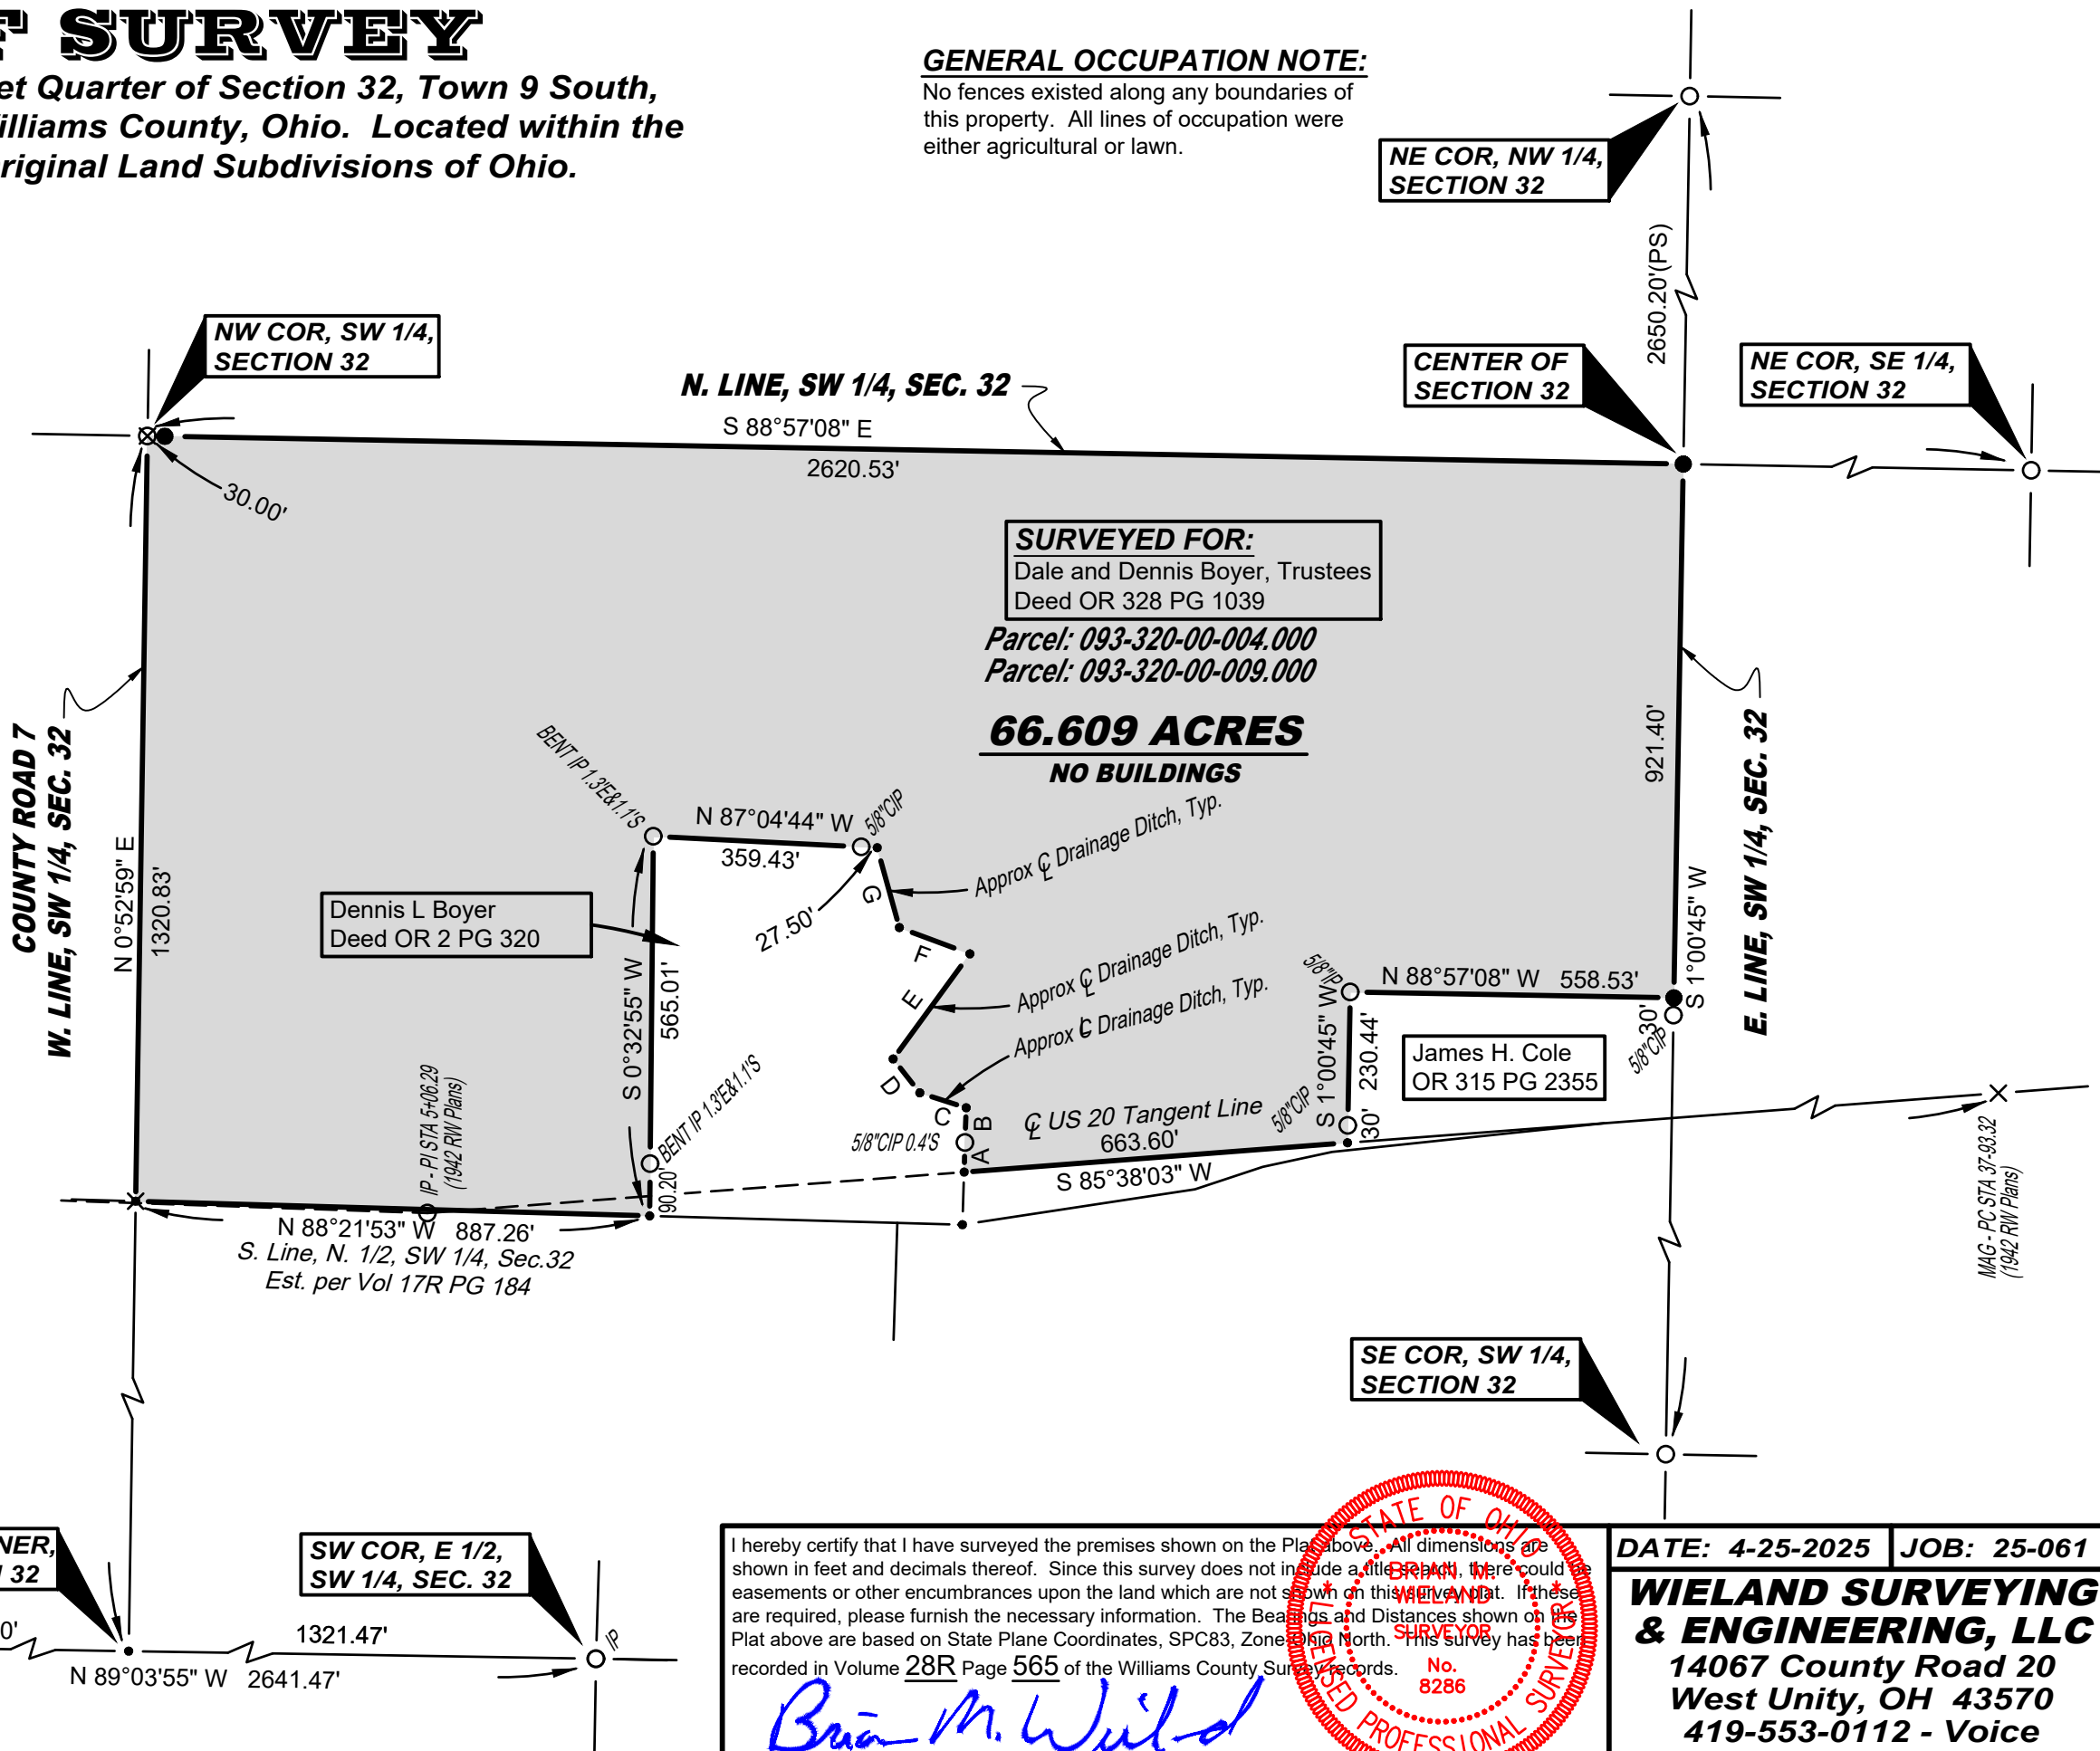 SURVEY
et Quarter of Section 32, Town 9 South,
illiams County, Ohio. Located within the
riginal Land Subdivisions of Ohio.
GENERAL OCCUPATION NOTE:
No fences existed along any boundaries of
this property. All lines of occupation were
either agricultural or lawn.
NE COR, NW 1/4,
SECTION 32
2650.20'(PS)
NW COR, SW 1/4,
SECTION 32
N. LINE, SW 1/4, SEC. 32
S 88°57'08" E
2620.53'
CENTER OF
SECTION 32
NE COR, SE 1/4,
SECTION 32
30.00'
SURVEYED FOR:
Dale and Dennis Boyer, Trustees
Deed OR 328 PG 1039
Parcel: 093-320-00-004.000
Parcel: 093-320-00-009.000
66.609 ACRES
NO BUILDINGS
COUNTY ROAD 7
W. LINE, SW 1/4, SEC. 32
N 0°52'59" E
1320.83'
921.40'
S 1°00'45" W
E. LINE, SW 1/4, SEC. 32
BENT IP 1.3'E&1.1'S
N 87°04'44" W
359.43'
5/8"CIP
27.50'
G
Approx ℄ Drainage Ditch, Typ.
F
E
Approx ℄ Drainage Ditch, Typ.
Approx ℄ Drainage Ditch, Typ.
D
C
B
A
Dennis L Boyer
Deed OR 2 PG 320
S 0°32'55" W
565.01'
BENT IP 1.3'E&1.1'S
90.20'
5/8"CIP 0.4'S
℄ US 20 Tangent Line
663.60'
S 85°38'03" W
5/8"IP
N 88°57'08" W 558.53'
S 1°00'45" W
230.44'
30'
5/8"CIP
30'
5/8"CIP
James H. Cole
OR 315 PG 2355
IP - PI STA 5+06.29
(1942 RW Plans)
N 88°21'53" W 887.26'
S. Line, N. 1/2, SW 1/4, Sec.32
Est. per Vol 17R PG 184
MAG - PC STA 37-93.32
(1942 RW Plans)
SE COR, SW 1/4,
SECTION 32
NER,
32
0'
SW COR, E 1/2,
SW 1/4, SEC. 32
1321.47'
IP
N 89°03'55" W 2641.47'
I hereby certify that I have surveyed the premises shown on the Plat above. All dimensions are
shown in feet and decimals thereof. Since this survey does not include a title search, there could be
easements or other encumbrances upon the land which are not shown on this survey plat. If these
are required, please furnish the necessary information. The Bearings and Distances shown on the
Plat above are based on State Plane Coordinates, SPC83, Zone Ohio North. This survey has been
recorded in Volume 28R Page 565 of the Williams County Survey records.
Brian M. Wieland
STATE OF OHIO
BRIAN M.
WIELAND
SURVEYOR
No.
8286
LICENSED PROFESSIONAL SURVEYOR
DATE: 4-25-2025
JOB: 25-061
WIELAND SURVEYING
& ENGINEERING, LLC
14067 County Road 20
West Unity, OH 43570
419-553-0112 - Voice